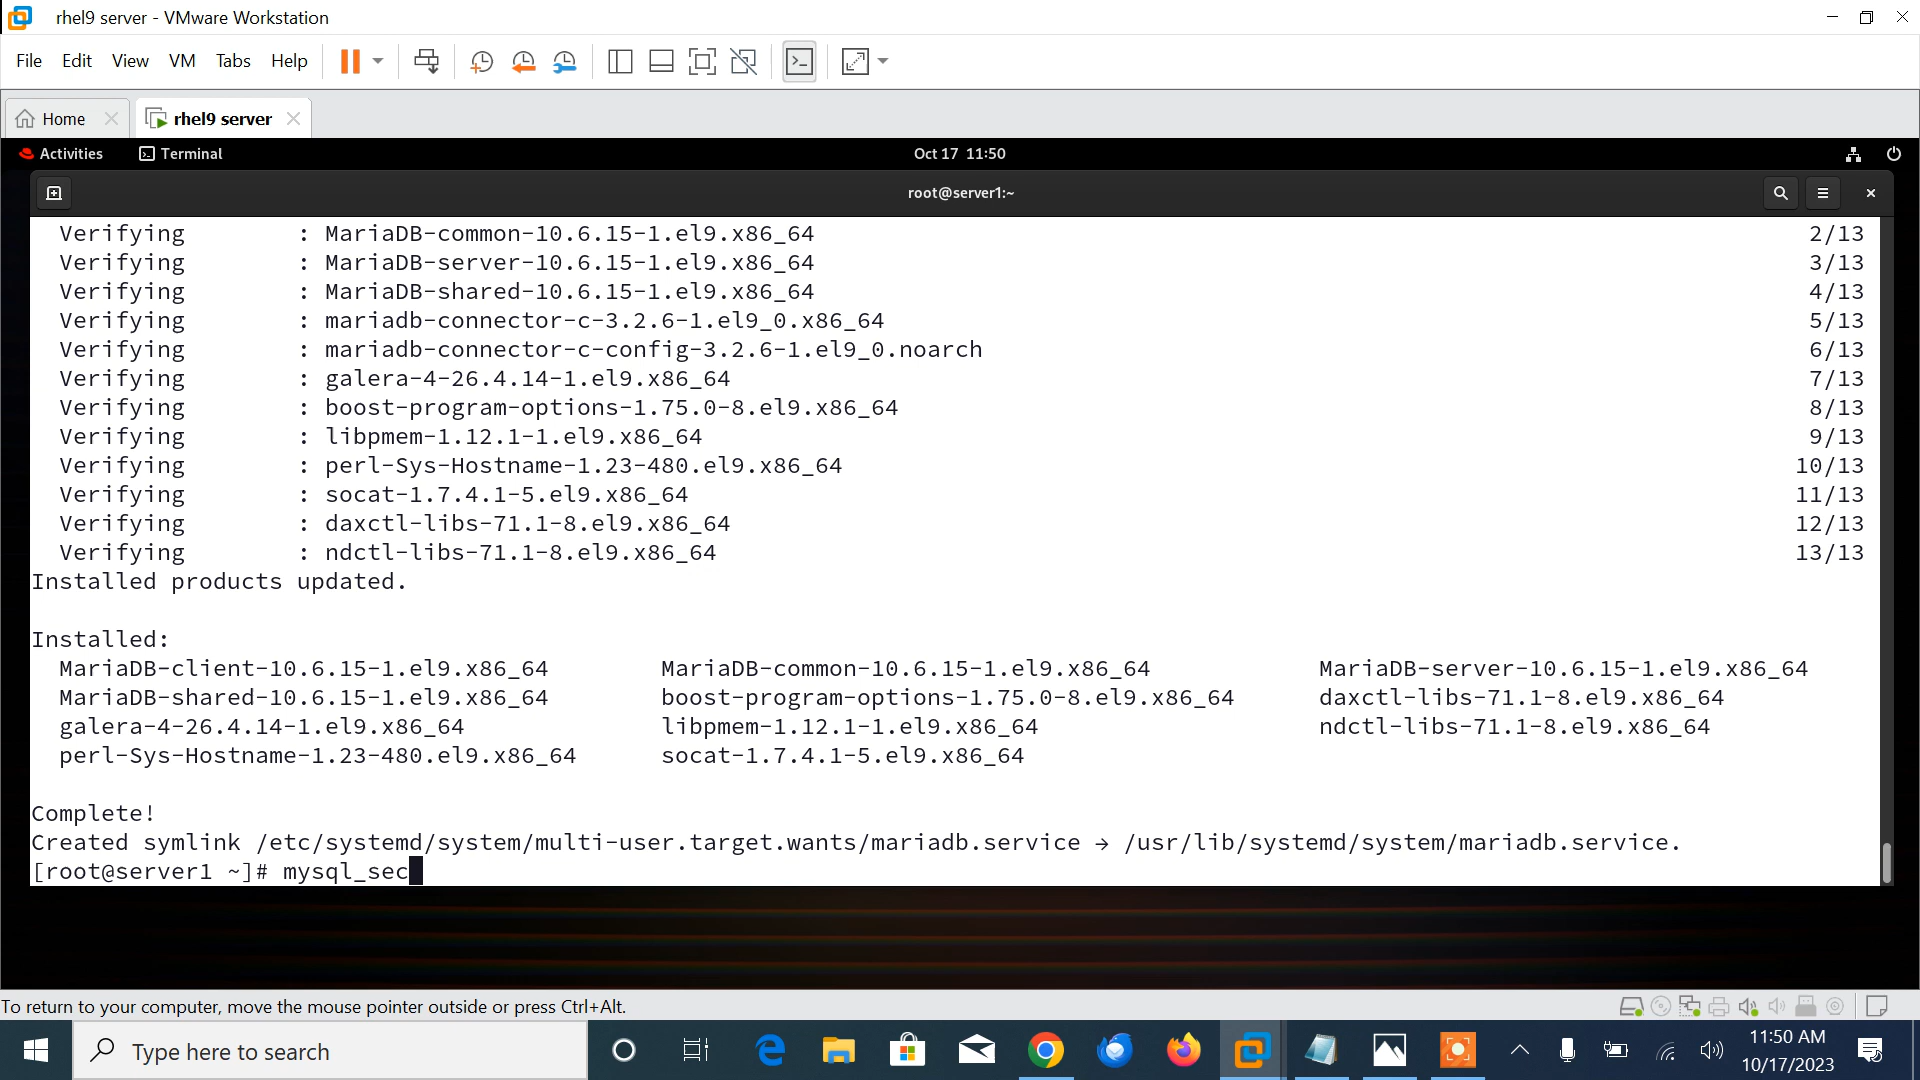 rhel9 server - VMware Workstation
File Edit View VM Tabs Help
Home
rhel9 server
Activities Terminal Oct 17 11:50
root@server1:~
Verifying : MariaDB-common-10.6.15-1.el9.x86_64 2/13
Verifying : MariaDB-server-10.6.15-1.el9.x86_64 3/13
Verifying : MariaDB-shared-10.6.15-1.el9.x86_64 4/13
Verifying : mariadb-connector-c-3.2.6-1.el9_0.x86_64 5/13
Verifying : mariadb-connector-c-config-3.2.6-1.el9_0.noarch 6/13
Verifying : galera-4-26.4.14-1.el9.x86_64 7/13
Verifying : boost-program-options-1.75.0-8.el9.x86_64 8/13
Verifying : libpmem-1.12.1-1.el9.x86_64 9/13
Verifying : perl-Sys-Hostname-1.23-480.el9.x86_64 10/13
Verifying : socat-1.7.4.1-5.el9.x86_64 11/13
Verifying : daxctl-libs-71.1-8.el9.x86_64 12/13
Verifying : ndctl-libs-71.1-8.el9.x86_64 13/13
Installed products updated.
Installed:
MariaDB-client-10.6.15-1.el9.x86_64 MariaDB-common-10.6.15-1.el9.x86_64 MariaDB-server-10.6.15-1.el9.x86_64
MariaDB-shared-10.6.15-1.el9.x86_64 boost-program-options-1.75.0-8.el9.x86_64 daxctl-libs-71.1-8.el9.x86_64
galera-4-26.4.14-1.el9.x86_64 libpmem-1.12.1-1.el9.x86_64 ndctl-libs-71.1-8.el9.x86_64
perl-Sys-Hostname-1.23-480.el9.x86_64 socat-1.7.4.1-5.el9.x86_64
Complete!
Created symlink /etc/systemd/system/multi-user.target.wants/mariadb.service → /usr/lib/systemd/system/mariadb.service.
[root@server1 ~]# mysql_sec
To return to your computer, move the mouse pointer outside or press Ctrl+Alt.
Type here to search
11:50 AM
10/17/2023